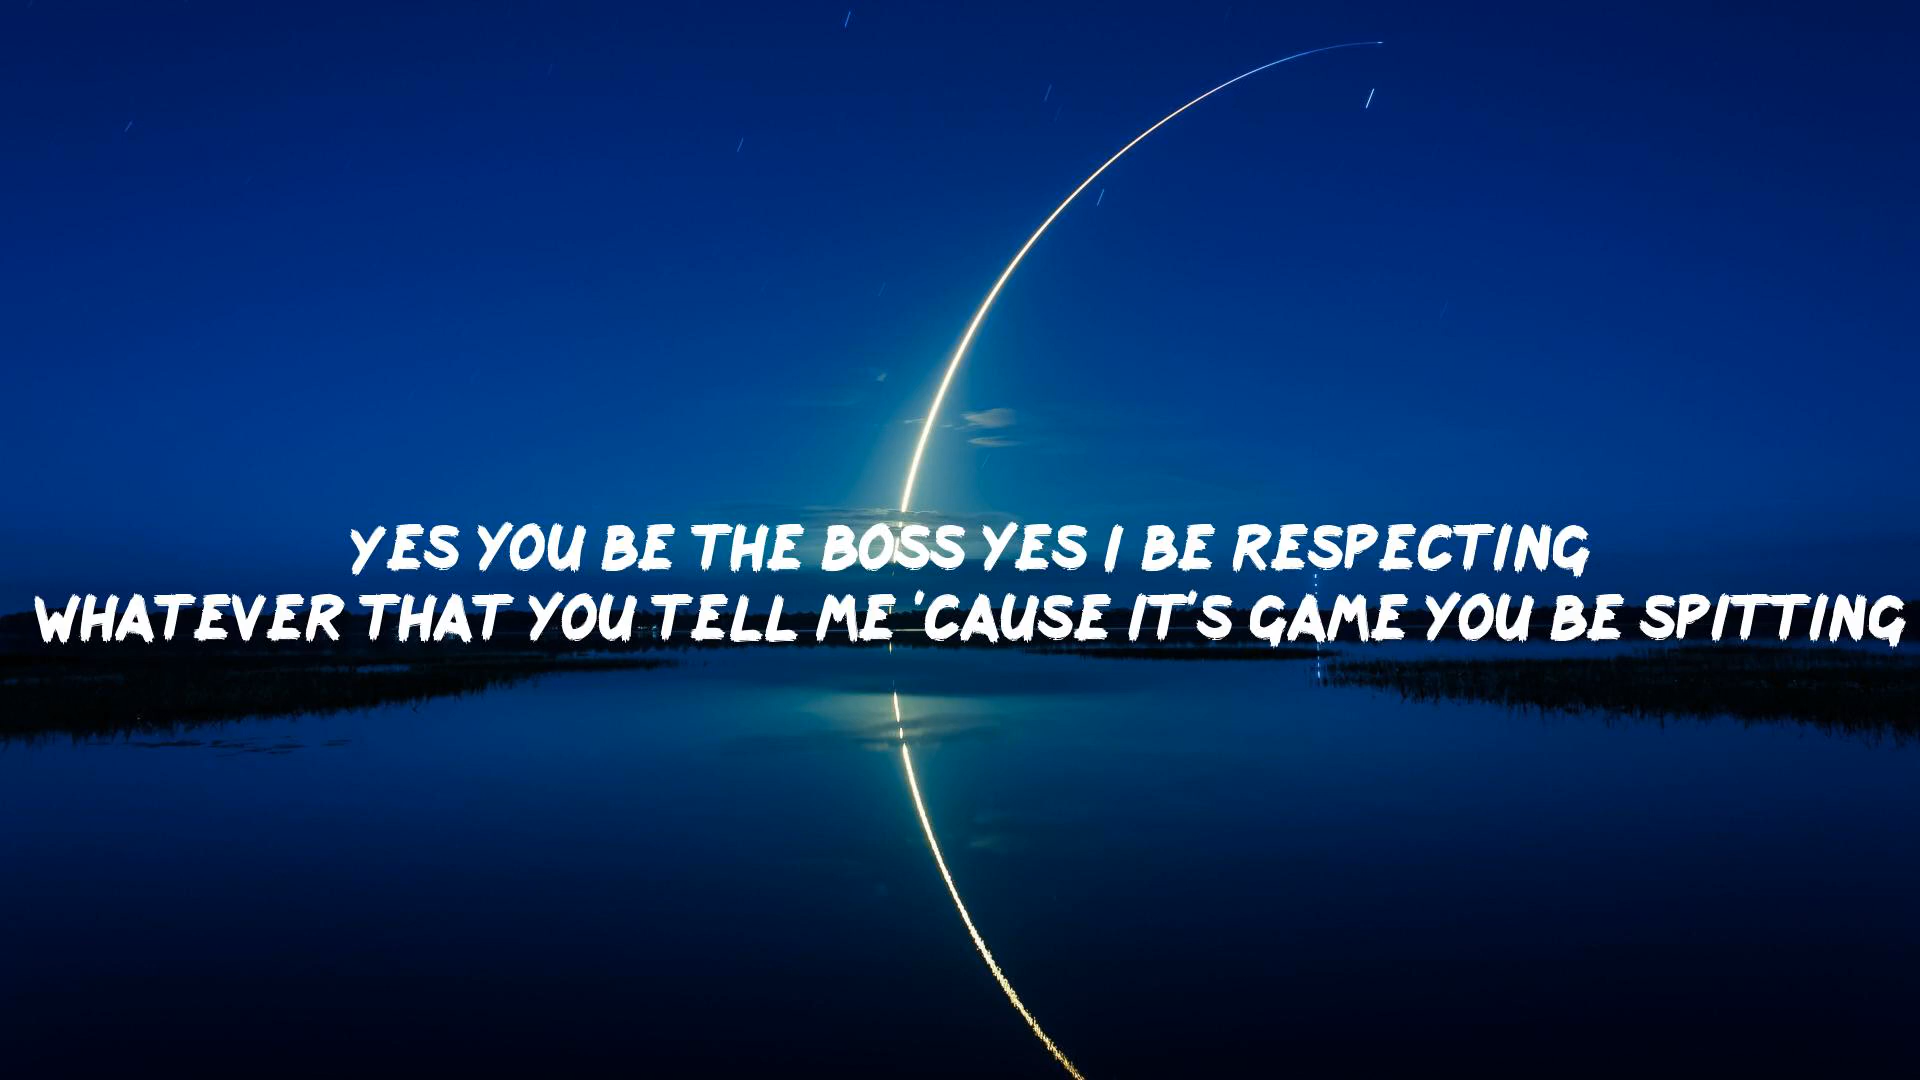 YES YOU BE THE BOSS YES I BE RESPECTING
WHATEVER THAT YOU TELL ME 'CAUSE IT'S GAME YOU BE SPITTING